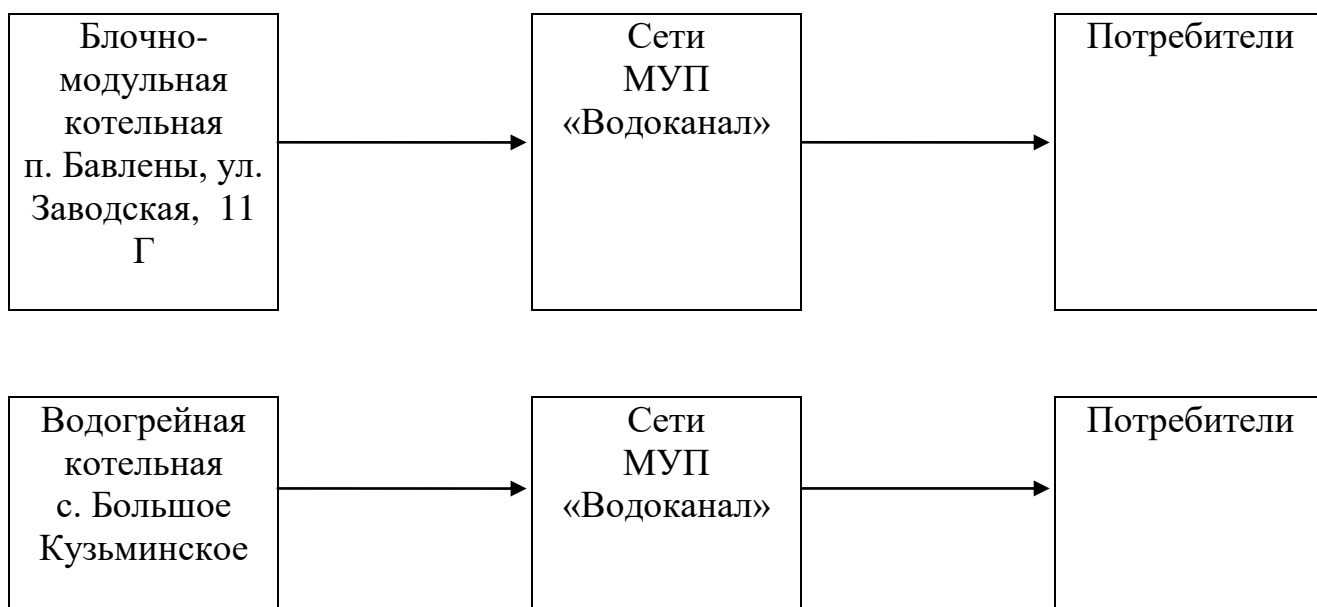 Блочно-
модульная
котельная
п. Бавлены, ул.
Заводская,  11
Г
Сети
МУП
«Водоканал»
Потребители
Водогрейная
котельная
с. Большое
Кузьминское
Сети
МУП
«Водоканал»
Потребители